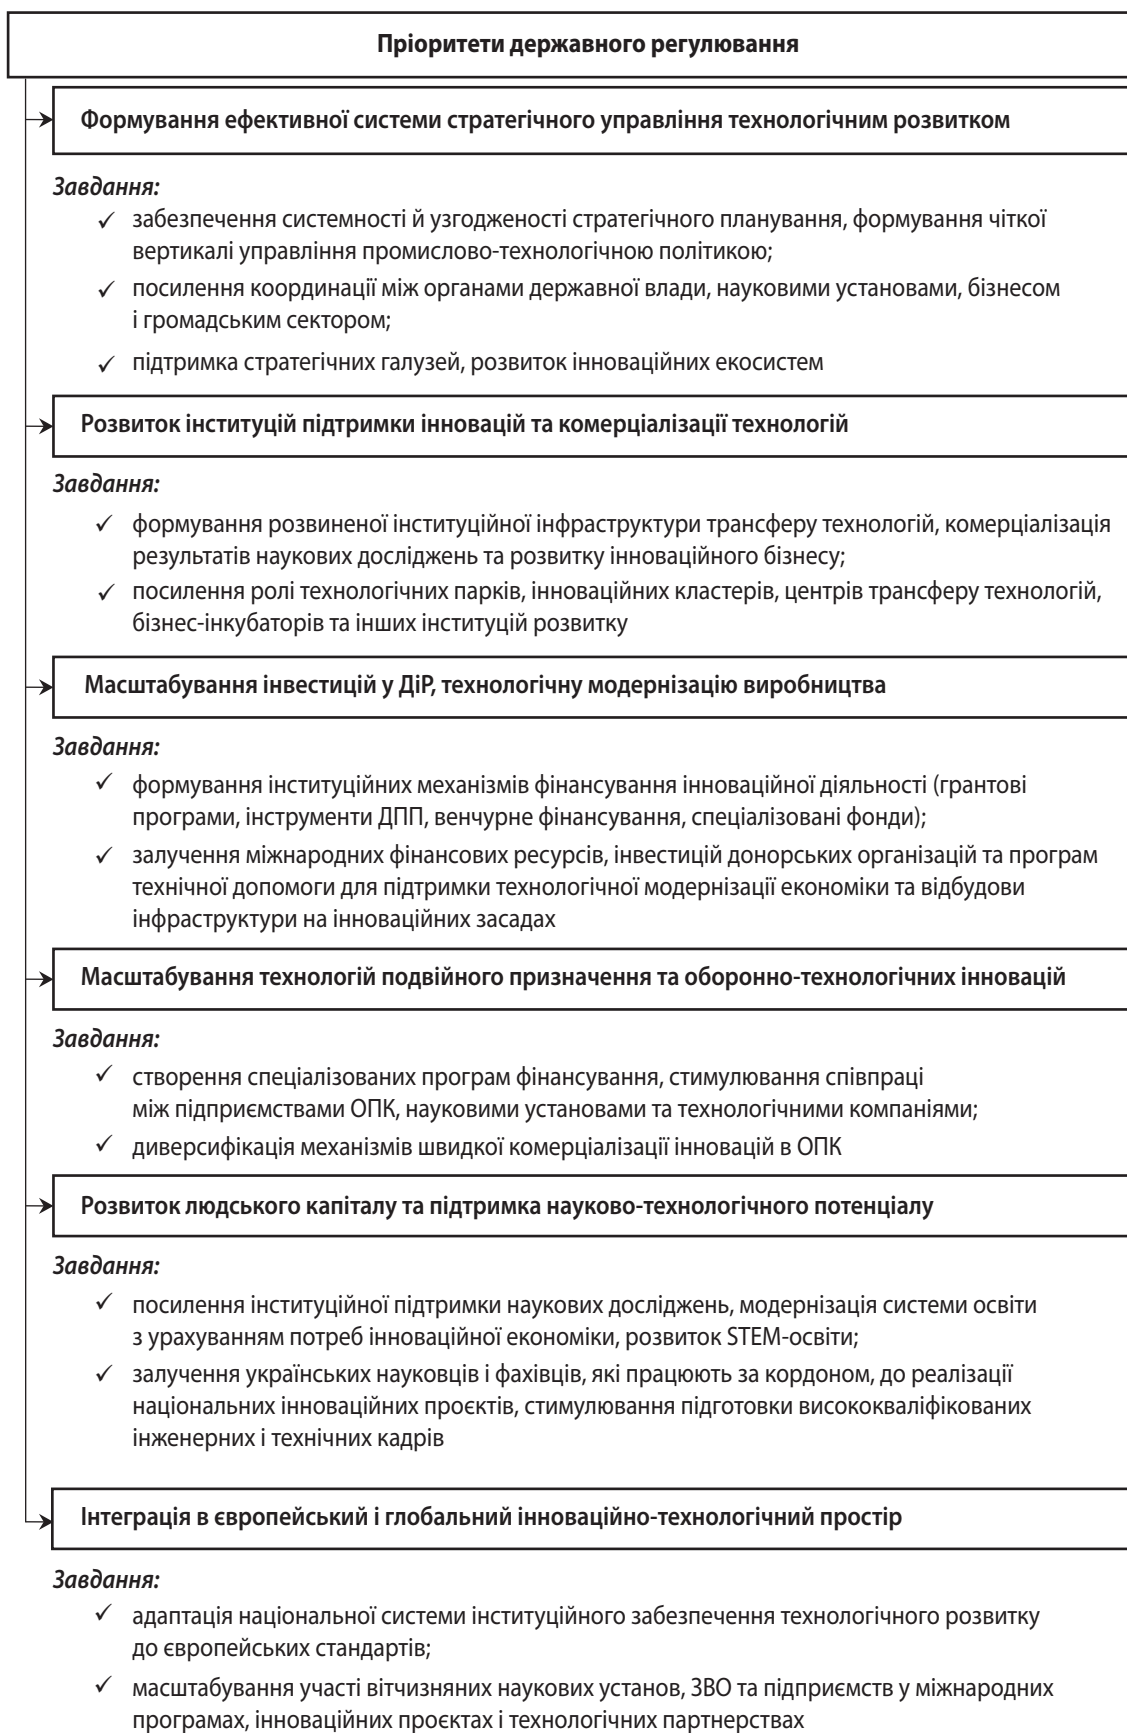 Пріоритети державного регулювання
Формування ефективної системи стратегічного управління технологічним розвитком
Завдання:
✓ забезпечення системності й узгодженості стратегічного планування, формування чіткої
вертикалі управління промислово-технологічною політикою;
✓ посилення координації між органами державної влади, науковими установами, бізнесом
і громадським сектором;
✓ підтримка стратегічних галузей, розвиток інноваційних екосистем
Розвиток інституцій підтримки інновацій та комерціалізації технологій
Завдання:
✓ формування розвиненої інституційної інфраструктури трансферу технологій, комерціалізація
результатів наукових досліджень та розвитку інноваційного бізнесу;
✓ посилення ролі технологічних парків, інноваційних кластерів, центрів трансферу технологій,
бізнес-інкубаторів та інших інституцій розвитку
Масштабування інвестицій у ДіР, технологічну модернізацію виробництва
Завдання:
✓ формування інституційних механізмів фінансування інноваційної діяльності (грантові
програми, інструменти ДПП, венчурне фінансування, спеціалізовані фонди);
✓ залучення міжнародних фінансових ресурсів, інвестицій донорських організацій та програм
технічної допомоги для підтримки технологічної модернізації економіки та відбудови
інфраструктури на інноваційних засадах
Масштабування технологій подвійного призначення та оборонно-технологічних інновацій
Завдання:
✓ створення спеціалізованих програм фінансування, стимулювання співпраці
між підприємствами ОПК, науковими установами та технологічними компаніями;
✓ диверсифікація механізмів швидкої комерціалізації інновацій в ОПК
Розвиток людського капіталу та підтримка науково-технологічного потенціалу
Завдання:
✓ посилення інституційної підтримки наукових досліджень, модернізація системи освіти
з урахуванням потреб інноваційної економіки, розвиток STEM-освіти;
✓ залучення українських науковців і фахівців, які працюють за кордоном, до реалізації
національних інноваційних проєктів, стимулювання підготовки висококваліфікованих
інженерних і технічних кадрів
Інтеграція в європейський і глобальний інноваційно-технологічний простір
Завдання:
✓ адаптація національної системи інституційного забезпечення технологічного розвитку
до європейських стандартів;
✓ масштабування участі вітчизняних наукових установ, ЗВО та підприємств у міжнародних
програмах, інноваційних проєктах і технологічних партнерствах